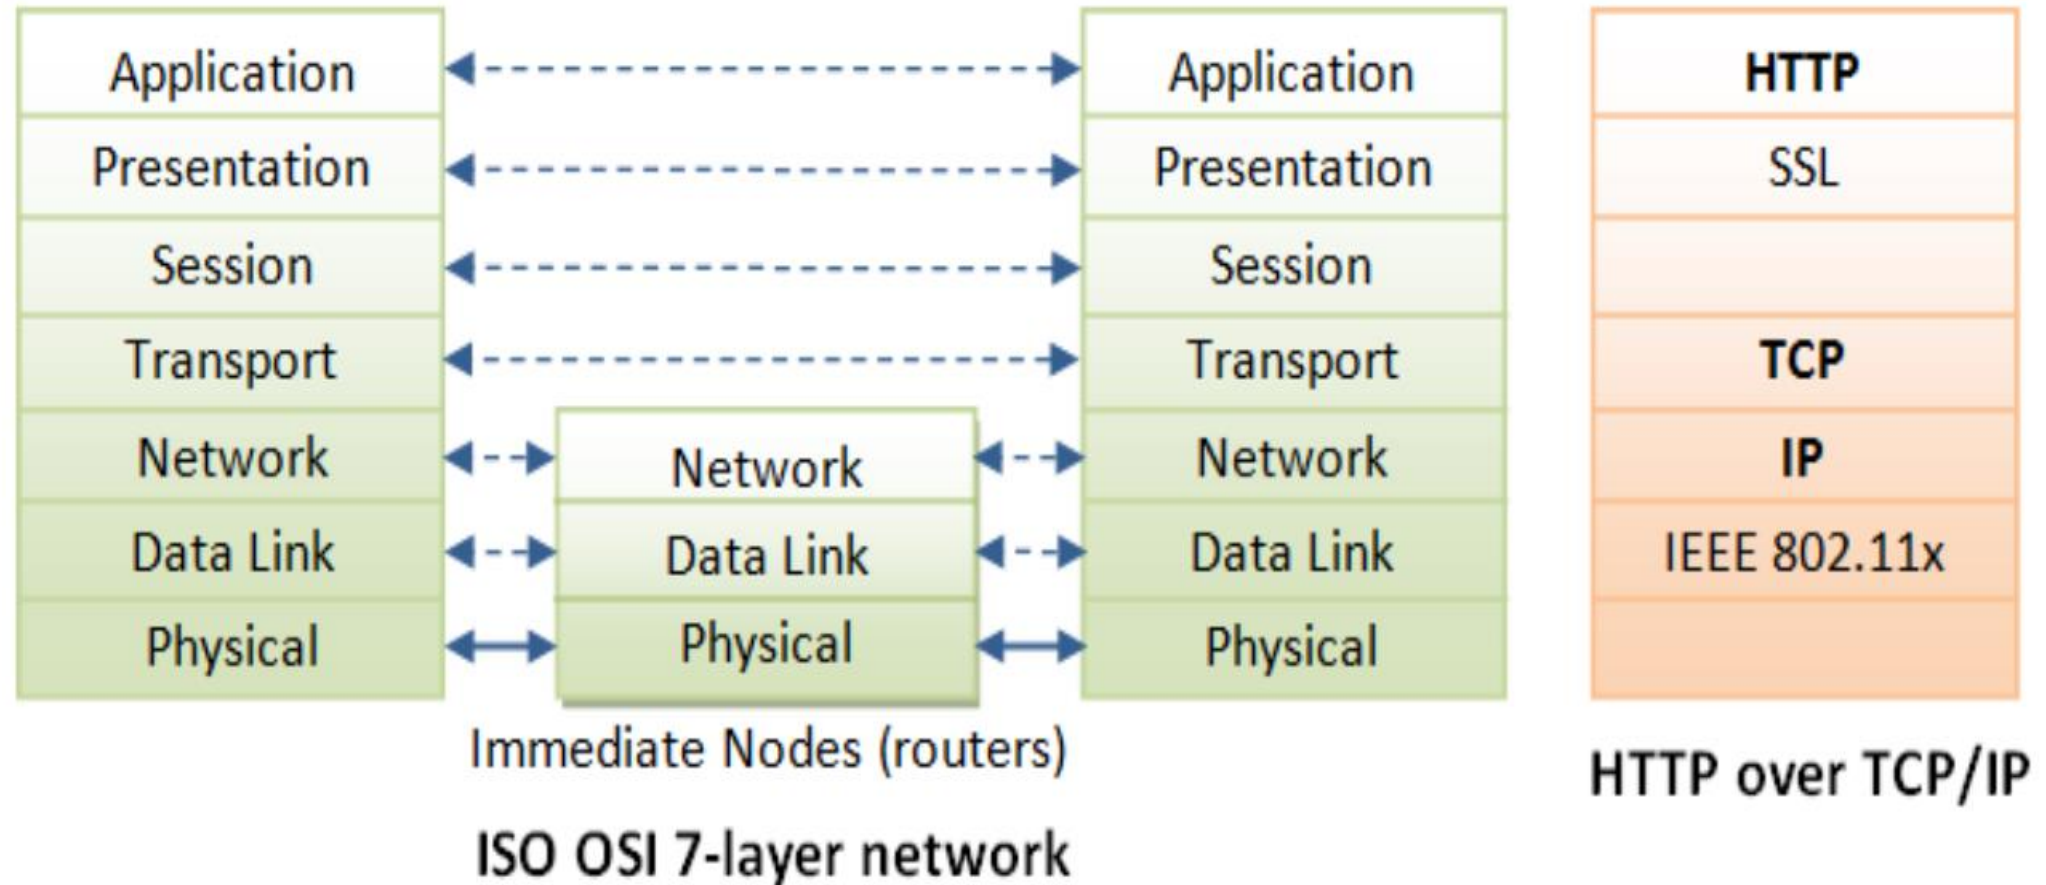 Application
Presentation
Session
Transport
Network
Data Link
Physical
Network
Data Link
Physical
Immediate Nodes (routers)
Application
Presentation
Session
Transport
Network
Data Link
Physical
ISO OSI 7-layer network
HTTP
SSL
TCP
IP
IEEE 802.11x
HTTP over TCP/IP